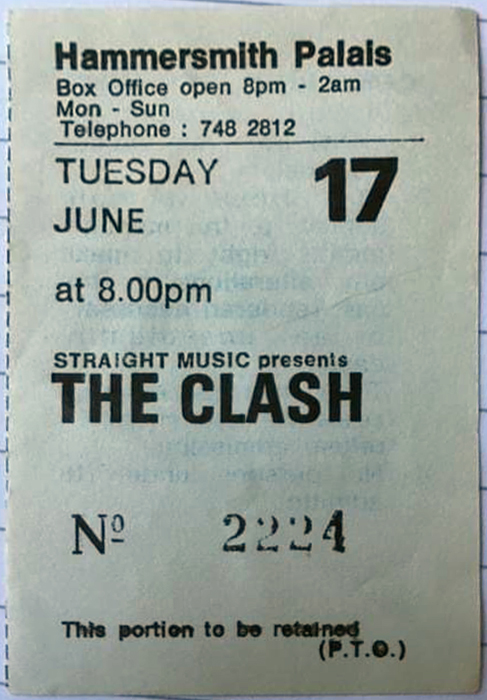 Hammersmith Palais
Box Office open 8pm - 2am
Mon - Sun
Telephone : 748 2812
TUESDAY 17
JUNE
at 8.00pm
STRAIGHT MUSIC presents
THE CLASH
Nº 2224
This portion to be retained
(P.T.O.)